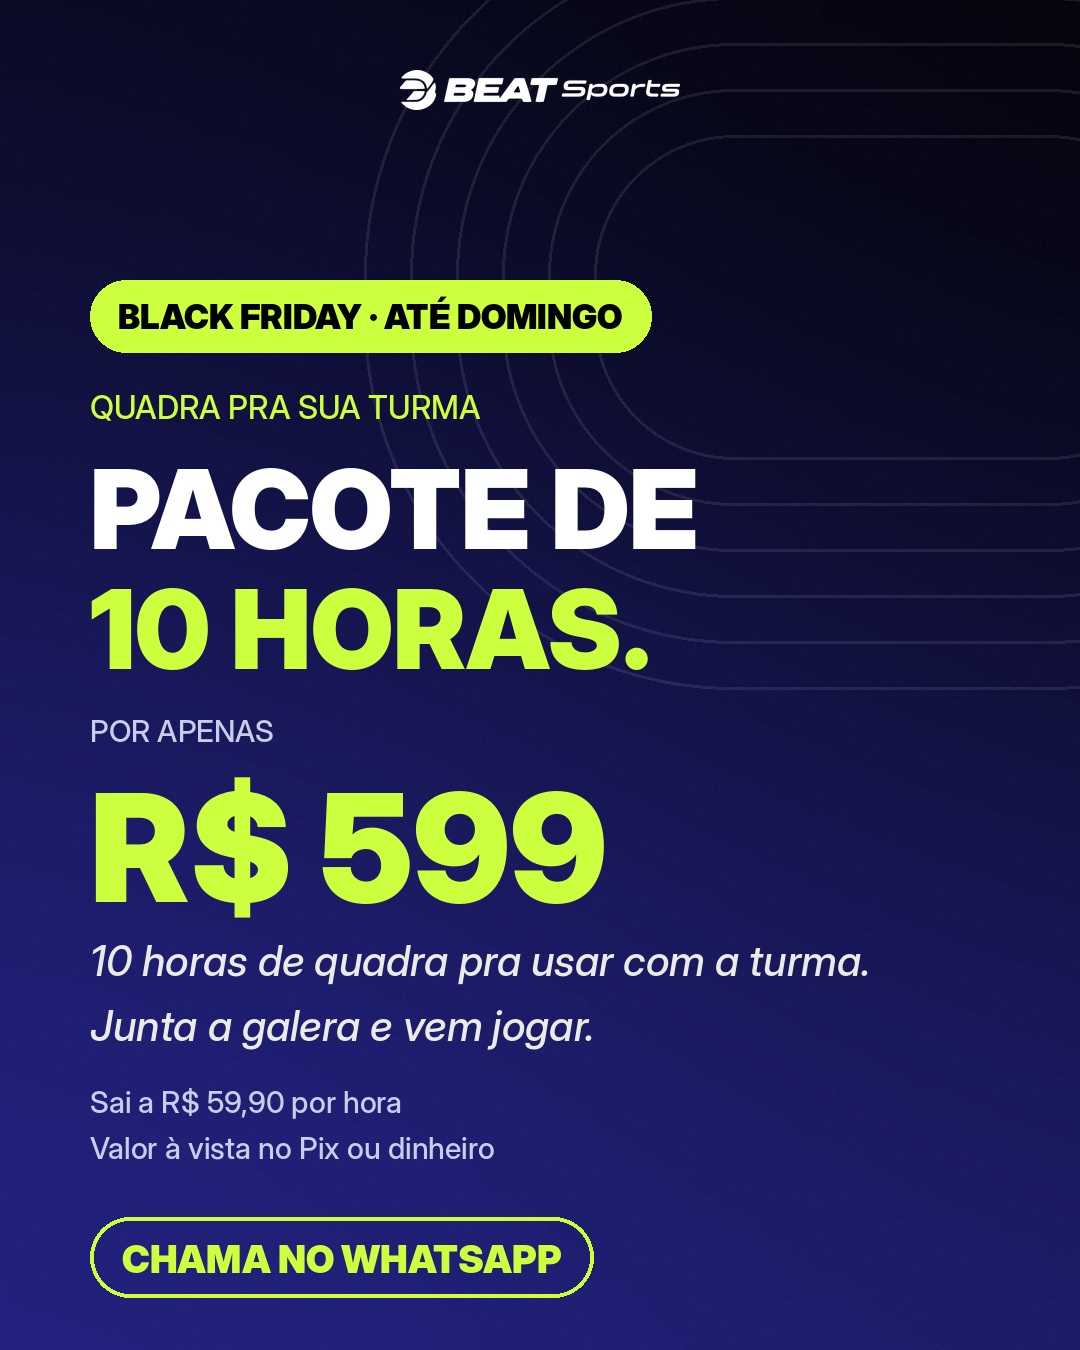 BEAT Sports
BLACK FRIDAY · ATÉ DOMINGO
QUADRA PRA SUA TURMA
PACOTE DE
10 HORAS.
POR APENAS
R$ 599
10 horas de quadra pra usar com a turma.
Junta a galera e vem jogar.
Sai a R$ 59,90 por hora
Valor à vista no Pix ou dinheiro
CHAMA NO WHATSAPP